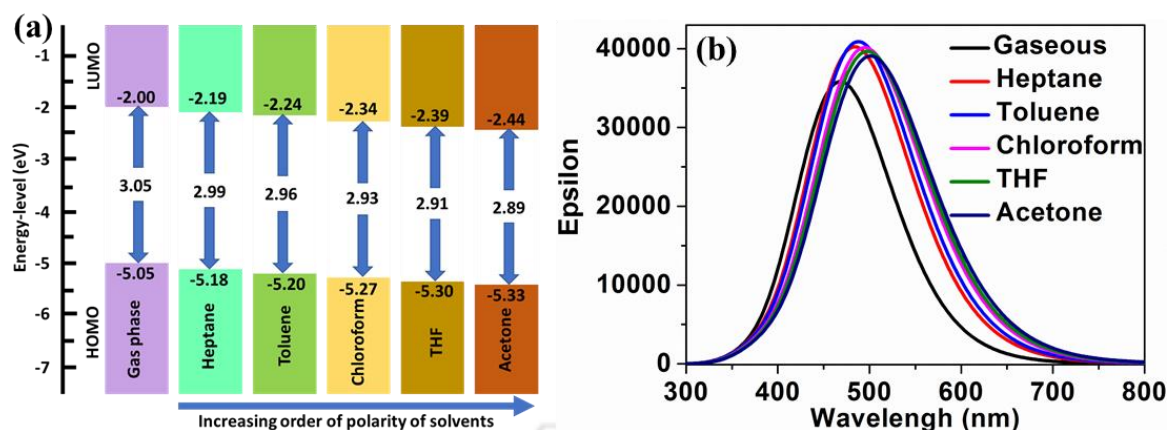 (a)
LUMO
HOMO
Energy-level (eV)
-1
-2
-3
-4
-5
-6
-7
-2.00 -2.19 -2.24 -2.34 -2.39 -2.44
3.05 2.99 2.96 2.93 2.91 2.89
-5.05 -5.18 -5.20 -5.27 -5.30 -5.33
Gas phase
Heptane
Toluene
Chloroform
THF
Acetone
Increasing order of polarity of solvents
(b)
Epsilon
40000
30000
20000
10000
0
Gaseous
Heptane
Toluene
Chloroform
THF
Acetone
300 400 500 600 700 800
Wavelengh (nm)